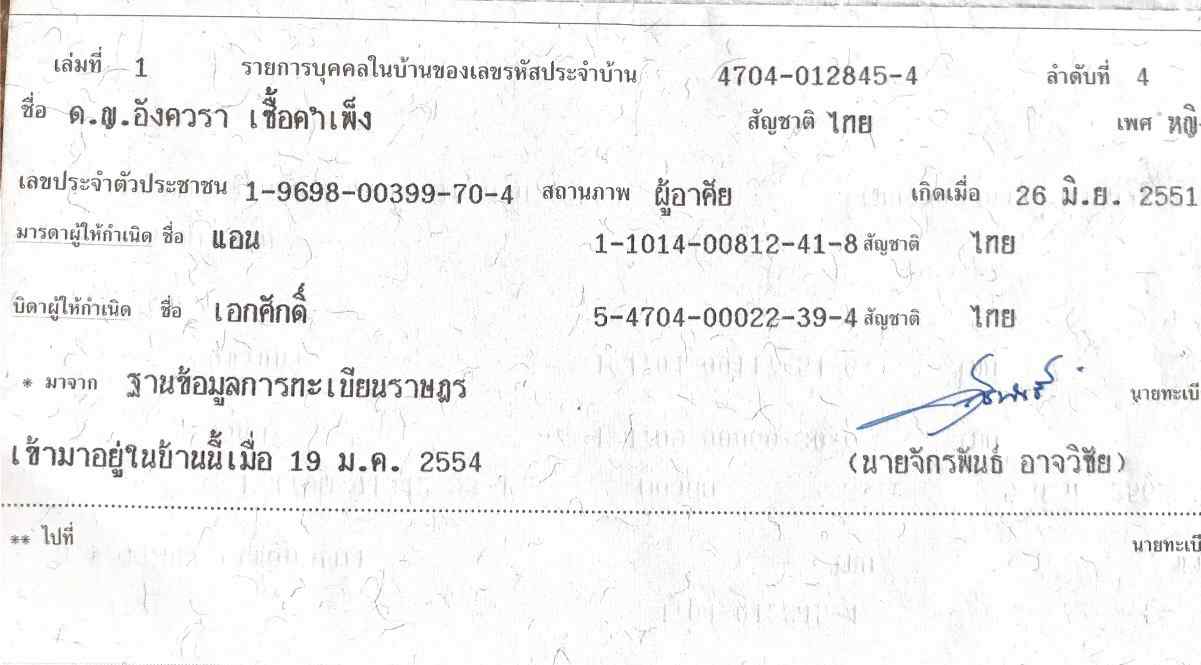 เล่มที่ 1 รายการบุคคลในบ้านของเลขรหัสประจำบ้าน 4704-012845-4 ลำดับที่ 4
ชื่อ ด.ญ.อังควรา เชื้อคำเพ็ง สัญชาติ ไทย เพศ หญิ
เลขประจำตัวประชาชน 1-9698-00399-70-4 สถานภาพ ผู้อาศัย เกิดเมื่อ 26 มิ.ย. 2551
มารดาผู้ให้กำเนิด ชื่อ แอน 1-1014-00812-41-8 สัญชาติ ไทย
บิดาผู้ให้กำเนิด ชื่อ เอกศักดิ์ 5-4704-00022-39-4 สัญชาติ ไทย
* มาจาก ฐานข้อมูลการทะเบียนราษฎร นายทะเบี
เข้ามาอยู่ในบ้านนี้เมื่อ 19 ม.ค. 2554 (นายจักรพันธ์ อาจวิชัย)
** ไปที่ นายทะเบี